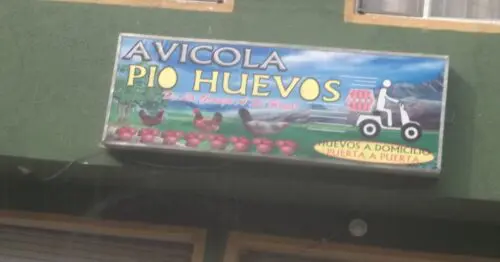 AVICOLA
PIO HUEVOS
HUEVOS A DOMICILIO
PUERTA A PUERTA